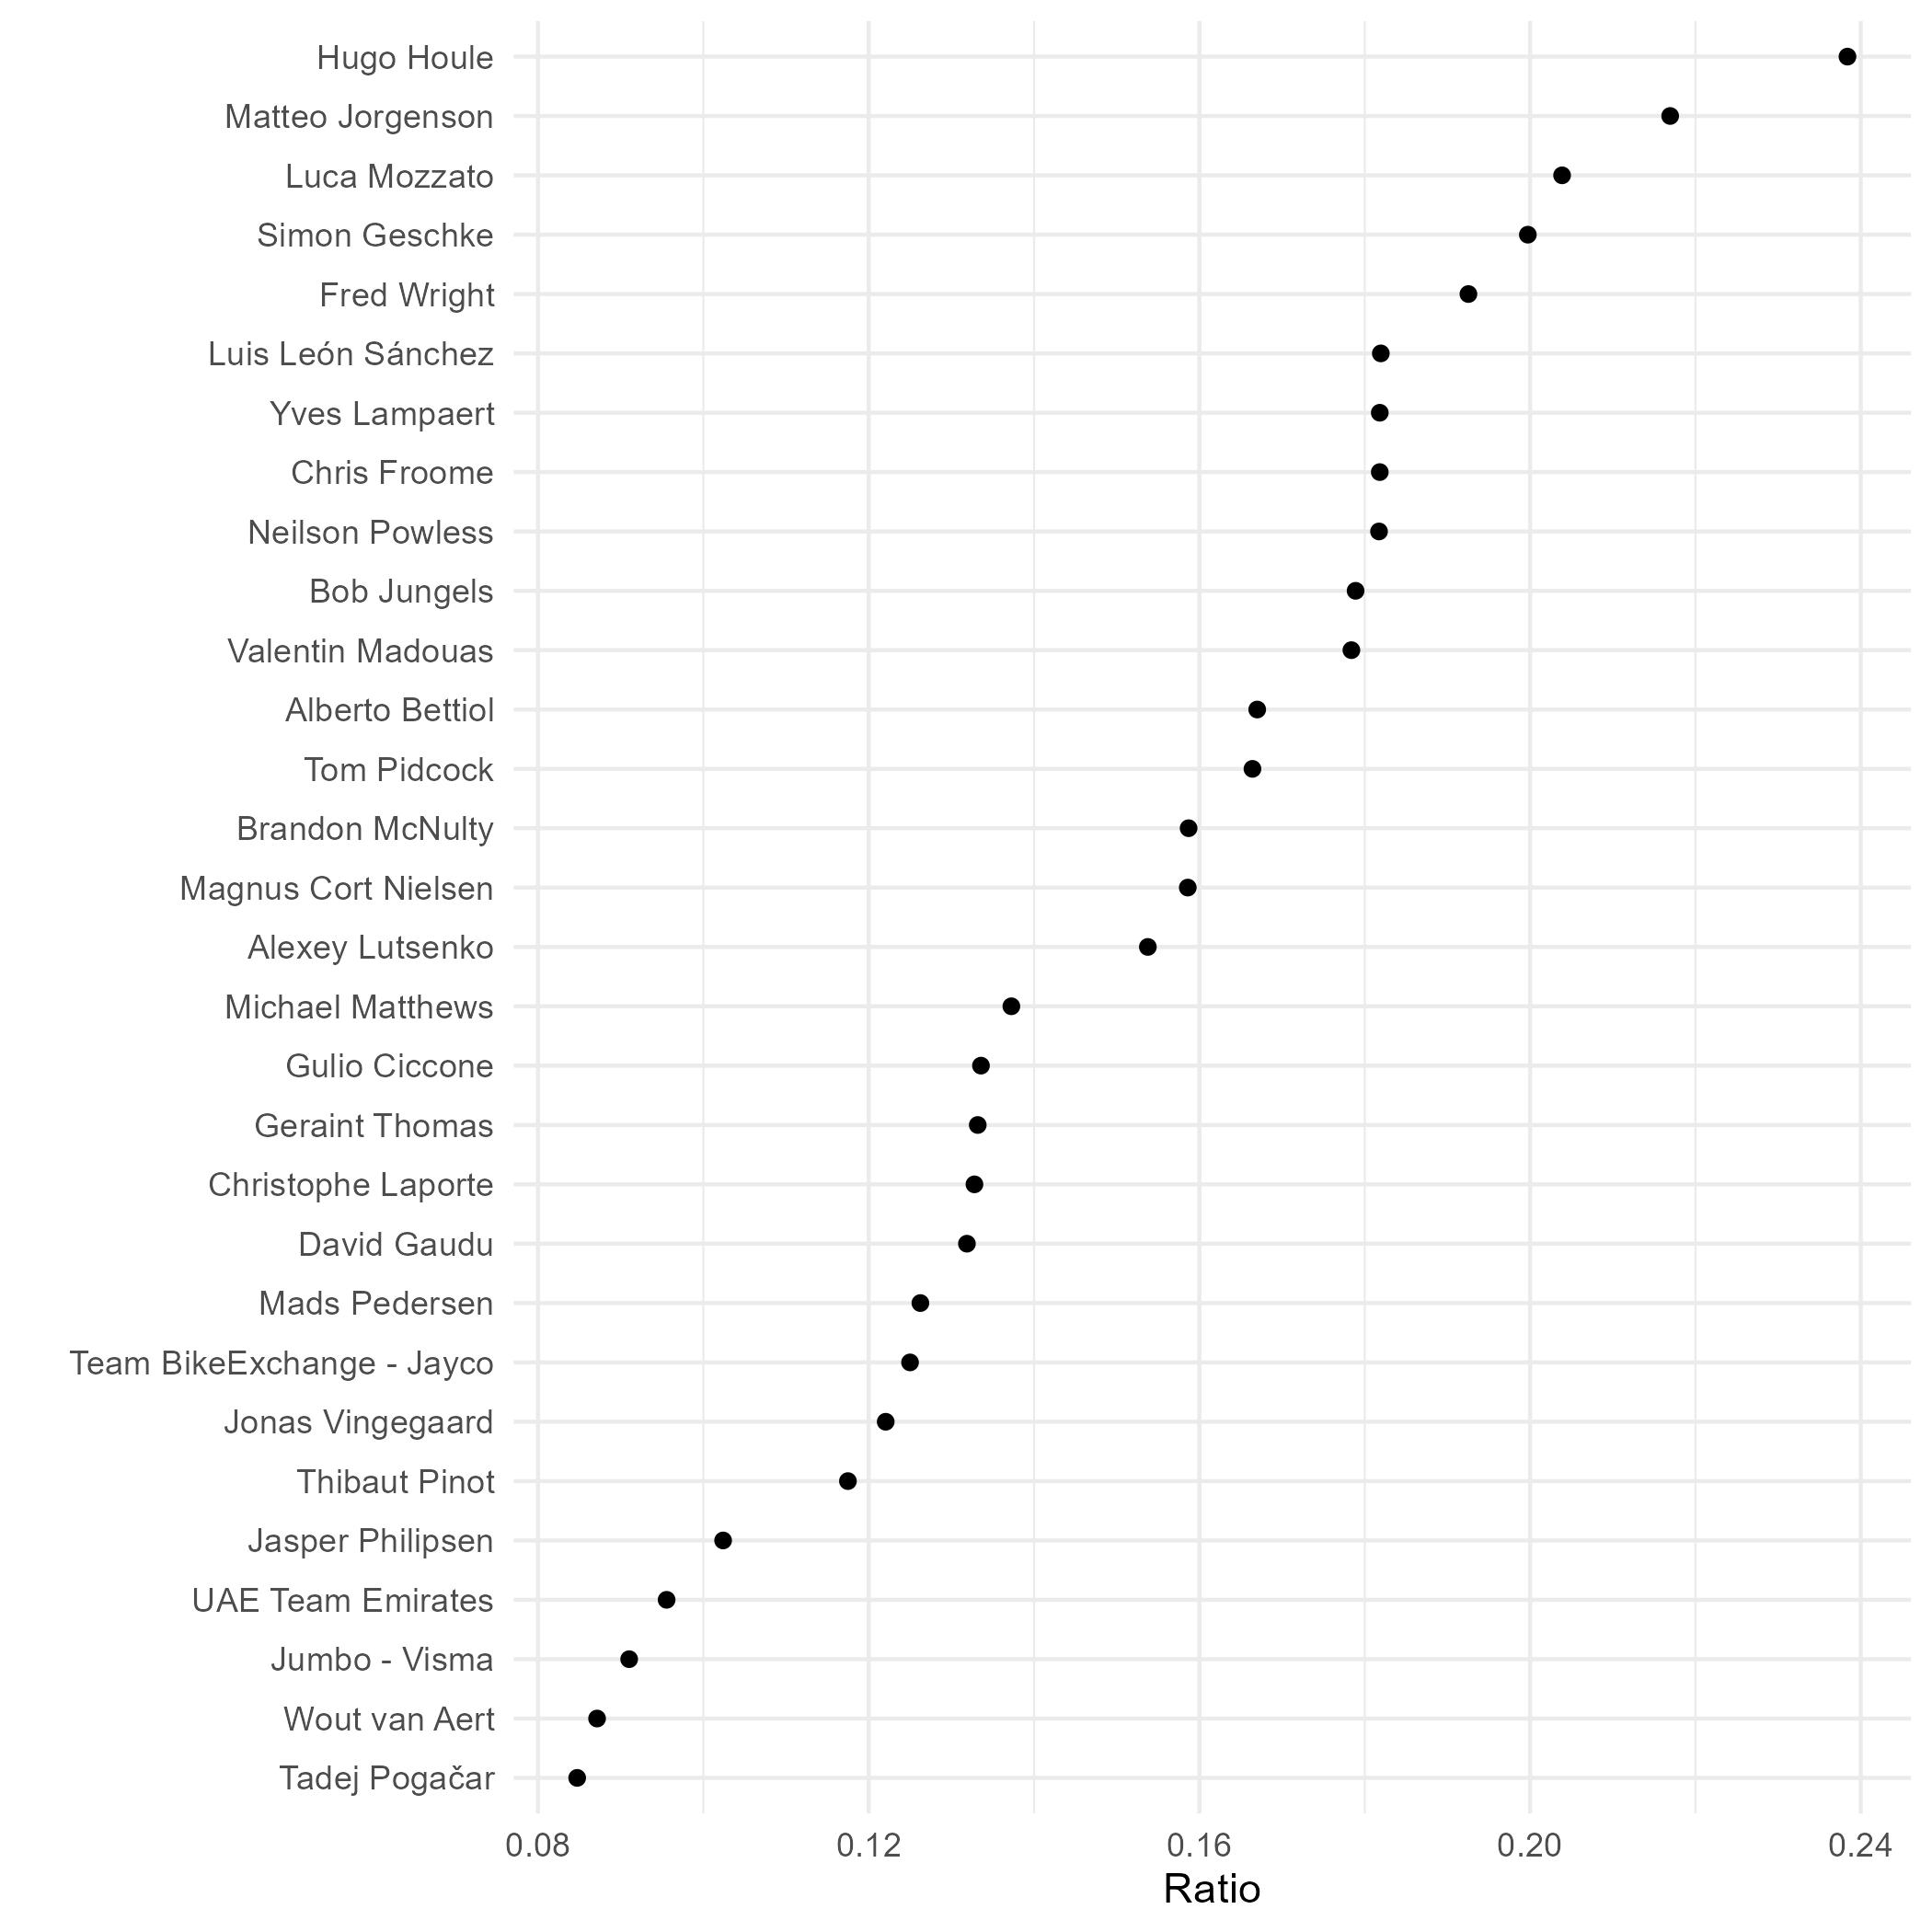 Hugo Houle
Matteo Jorgenson
Luca Mozzato
Simon Geschke
Fred Wright
Luis León Sánchez
Yves Lampaert
Chris Froome
Neilson Powless
Bob Jungels
Valentin Madouas
Alberto Bettiol
Tom Pidcock
Brandon McNulty
Magnus Cort Nielsen
Alexey Lutsenko
Michael Matthews
Gulio Ciccone
Geraint Thomas
Christophe Laporte
David Gaudu
Mads Pedersen
Team BikeExchange - Jayco
Jonas Vingegaard
Thibaut Pinot
Jasper Philipsen
UAE Team Emirates
Jumbo - Visma
Wout van Aert
Tadej Pogačar
0.08 0.12 0.16 0.20 0.24
Ratio